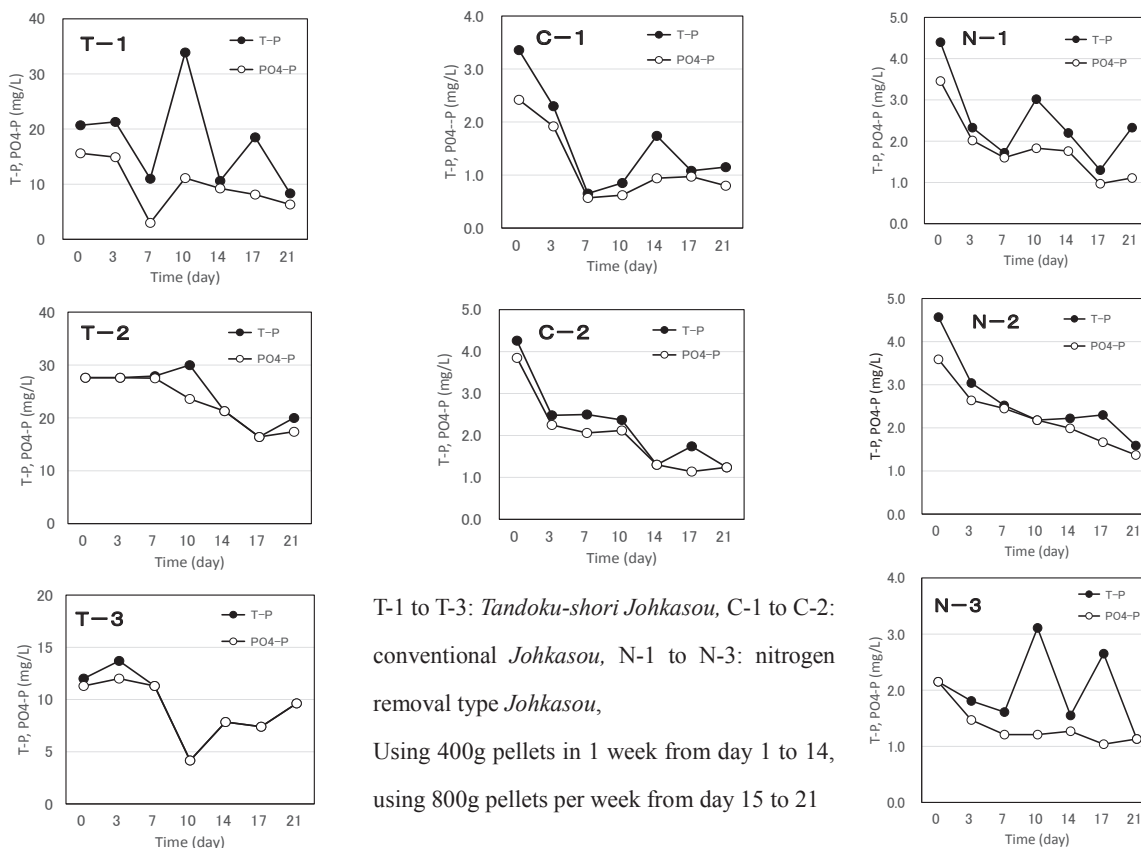 T-1
T-P
PO4-P
T-P, PO4-P (mg/L)
40
30
20
10
0
0 3 7 10 14 17 21
Time (day)
C-1
T-P
PO4-P
T-P, P04--P (mg/L)
4.0
3.0
2.0
1.0
0.0
0 3 7 10 14 17 21
Time (day)
N-1
T-P
PO4-P
T-P, PO4-P (mg/L)
5.0
4.0
3.0
2.0
1.0
0.0
0 3 7 10 14 17 21
Time (day)
T-2
T-P
PO4-P
T-P, PO4-P (mg/L)
40
30
20
10
0
0 3 7 10 14 17 21
Time (day)
C-2
T-P
PO4-P
T-P, PO4-P (mg/L)
5.0
4.0
3.0
2.0
1.0
0.0
0 3 7 10 14 17 21
Time (day)
N-2
T-P
PO4-P
T-P, PO4-P (mg/L)
5.0
4.0
3.0
2.0
1.0
0.0
0 3 7 10 14 17 21
Time (day)
T-3
T-P
PO4-P
T-P, PO4-P (mg/L)
20
15
10
5
0
0 3 7 10 14 17 21
Time (day)
T-1 to T-3: Tandoku-shori Johkasou, C-1 to C-2:
conventional Johkasou, N-1 to N-3: nitrogen
removal type Johkasou,
Using 400g pellets in 1 week from day 1 to 14,
using 800g pellets per week from day 15 to 21
N-3
T-P
PO4-P
T-P, PO4-P (mg/L)
4.0
3.0
2.0
1.0
0.0
0 3 7 10 14 17 21
Time (day)